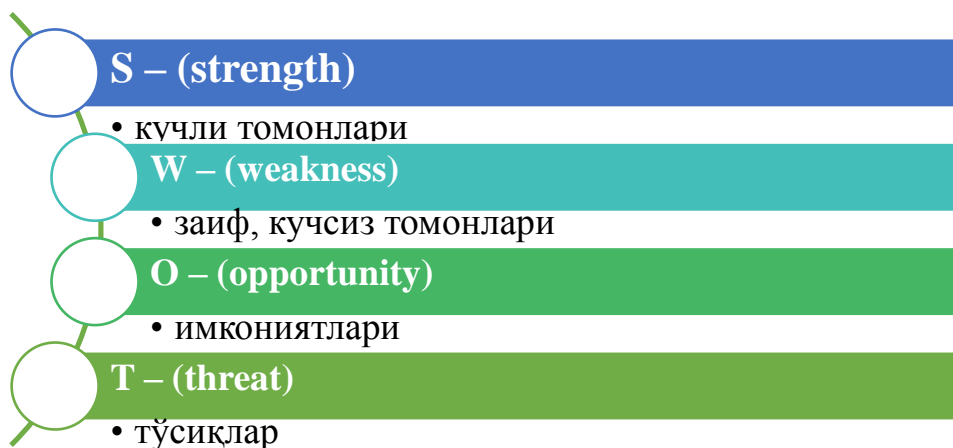 S – (strength)
• кучли томонлари
W – (weakness)
• заиф, кучсиз томонлари
O – (opportunity)
• имкониятлари
T – (threat)
• тўсиқлар